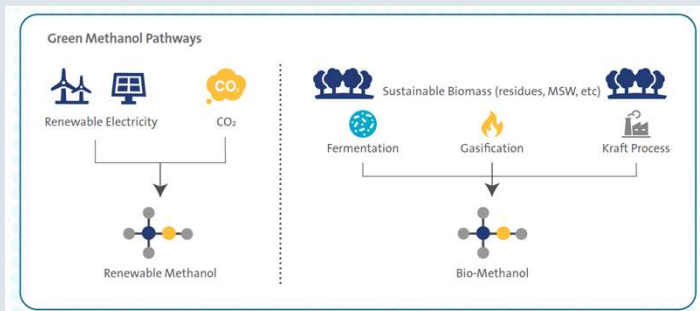 Green Methanol Pathways
CO₂
Renewable Electricity
CO₂
Renewable Methanol
Sustainable Biomass (residues, MSW, etc)
Fermentation
Gasification
Kraft Process
Bio-Methanol